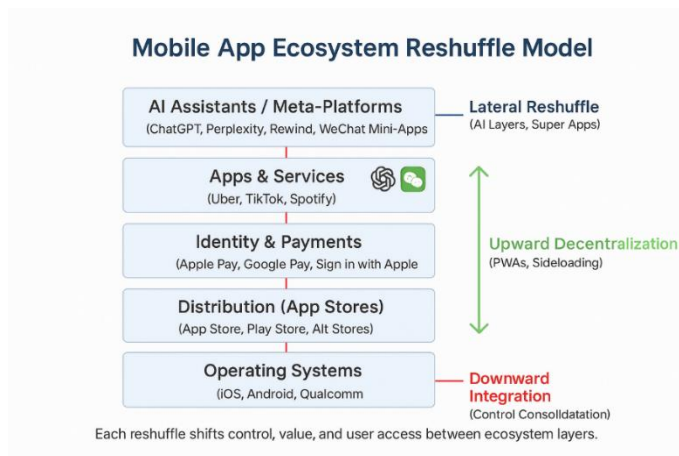 Mobile App Ecosystem Reshuffle Model
AI Assistants / Meta-Platforms
(ChatGPT, Perplexity, Rewind, WeChat Mini-Apps
Lateral Reshuffle
(AI Layers, Super Apps)
Apps & Services
(Uber, TikTok, Spotify)
Identity & Payments
(Apple Pay, Google Pay, Sign in with Apple
Upward Decentralization
(PWAs, Sideloading)
Distribution (App Stores)
(App Store, Play Store, Alt Stores)
Operating Systems
(iOS, Android, Qualcomm
Downward
Integration
(Control Consolldatation)
Each reshuffle shifts control, value, and user access between ecosystem layers.